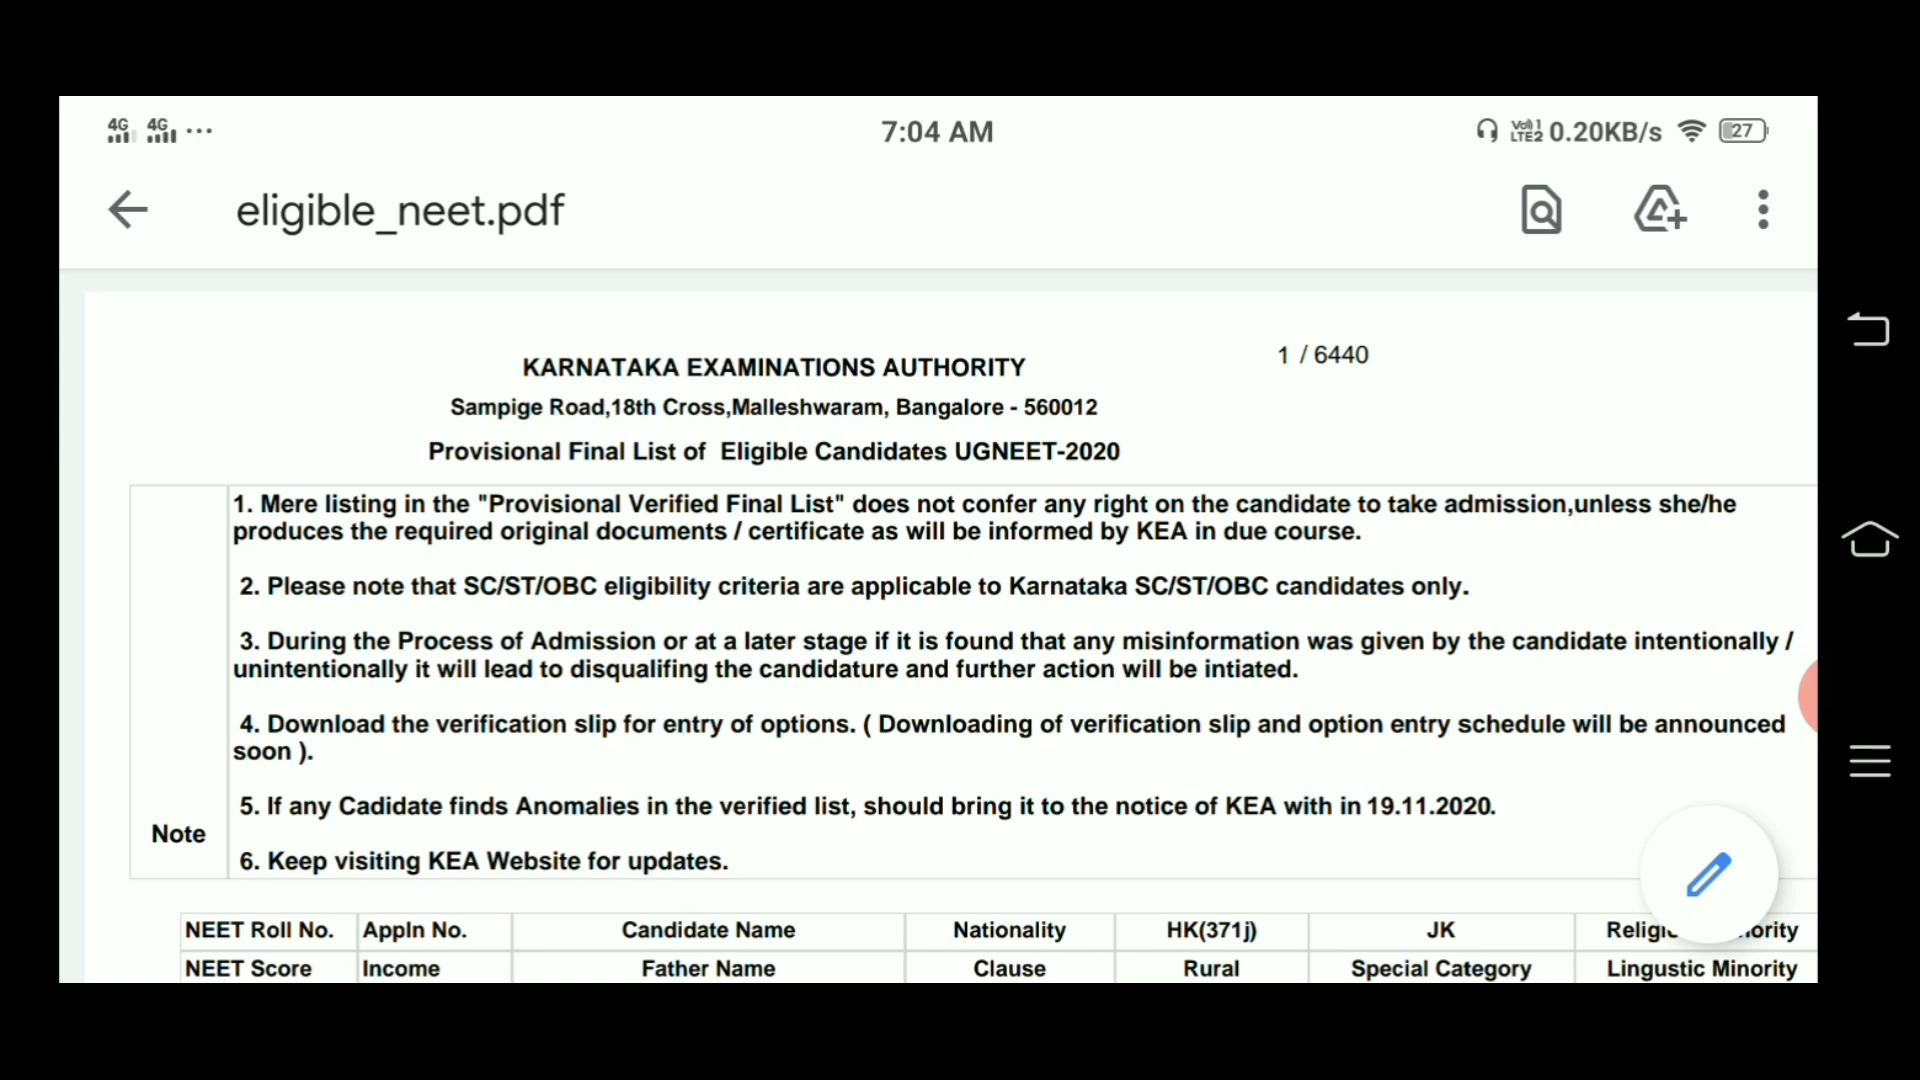 4G 4G ... 7:04 AM Vo)) 1 LTE2 0.20KB/s 27
eligible_neet.pdf
KARNATAKA EXAMINATIONS AUTHORITY 1 / 6440
Sampige Road,18th Cross,Malleshwaram, Bangalore - 560012
Provisional Final List of Eligible Candidates UGNEET-2020
1. Mere listing in the "Provisional Verified Final List" does not confer any right on the candidate to take admission,unless she/he
produces the required original documents / certificate as will be informed by KEA in due course.
2. Please note that SC/ST/OBC eligibility criteria are applicable to Karnataka SC/ST/OBC candidates only.
3. During the Process of Admission or at a later stage if it is found that any misinformation was given by the candidate intentionally /
unintentionally it will lead to disqualifing the candidature and further action will be intiated.
4. Download the verification slip for entry of options. ( Downloading of verification slip and option entry schedule will be announced
soon ).
5. If any Cadidate finds Anomalies in the verified list, should bring it to the notice of KEA with in 19.11.2020.
Note
6. Keep visiting KEA Website for updates.
NEET Roll No. Appln No. Candidate Name Nationality HK(371j) JK
NEET Score Income Father Name Clause Rural Special Category Lingustic Minority